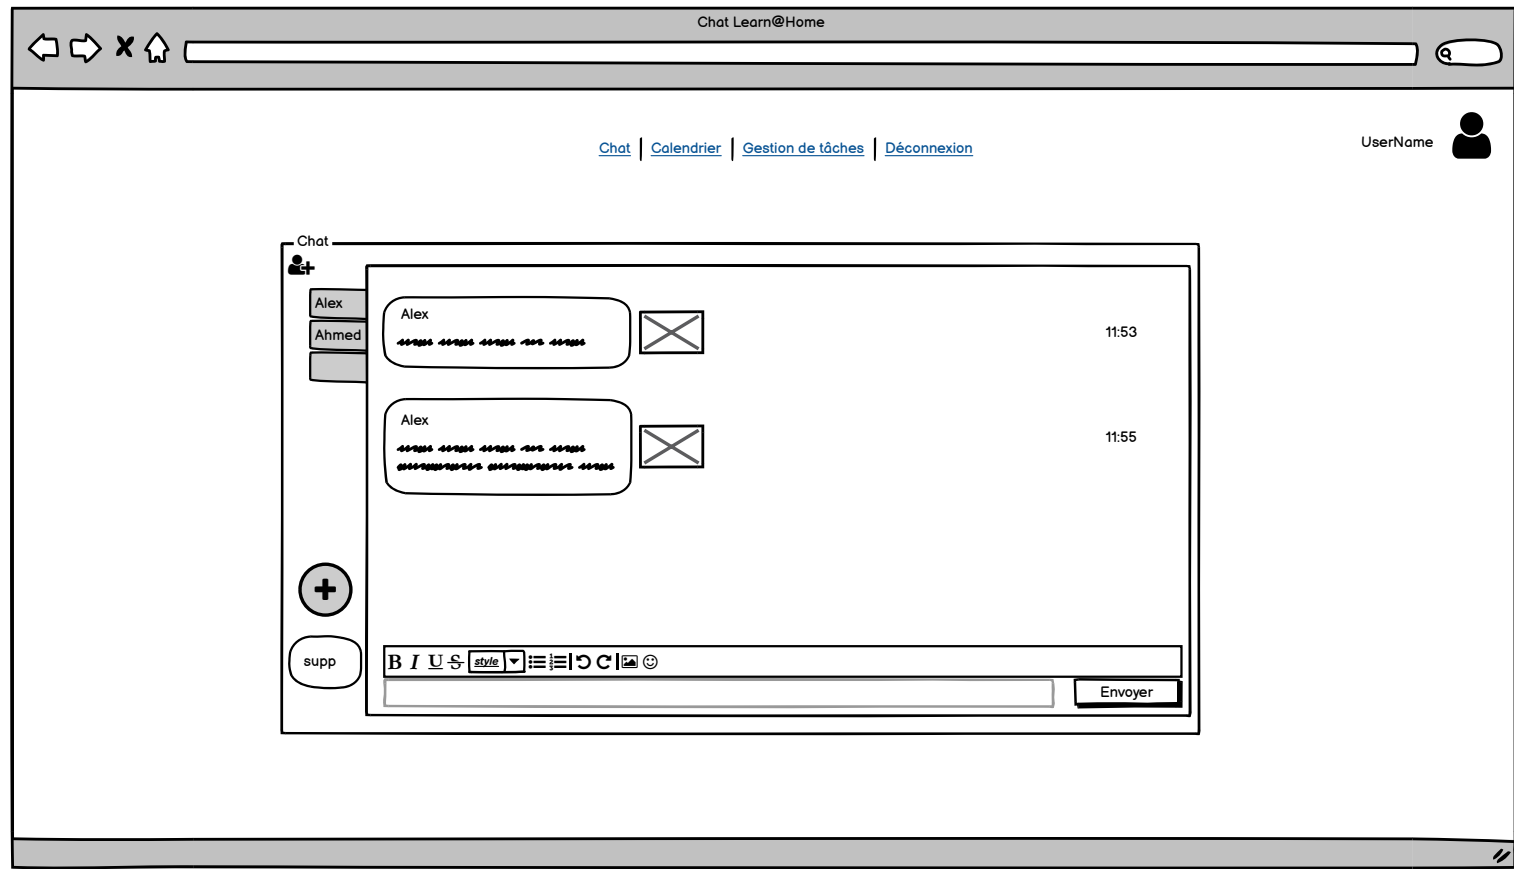 Chat Learn@Home
Chat | Calendrier | Gestion de tâches | Déconnexion
UserName
Chat
Alex
Ahmed
Alex
11:53
Alex
11:55
supp
B I U S style
Envoyer